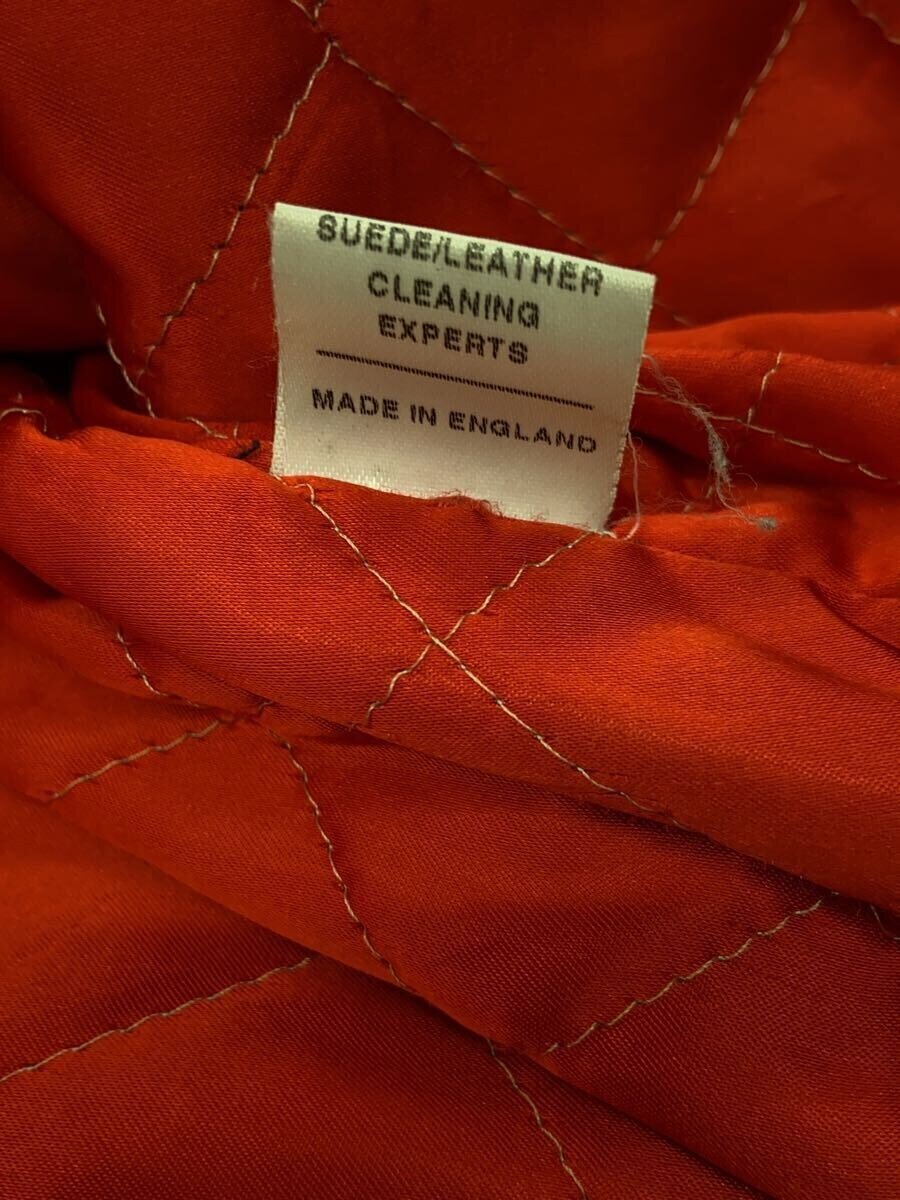 SUEDE/LEATHER
CLEANING
EXPERTS
MADE IN ENGLAND